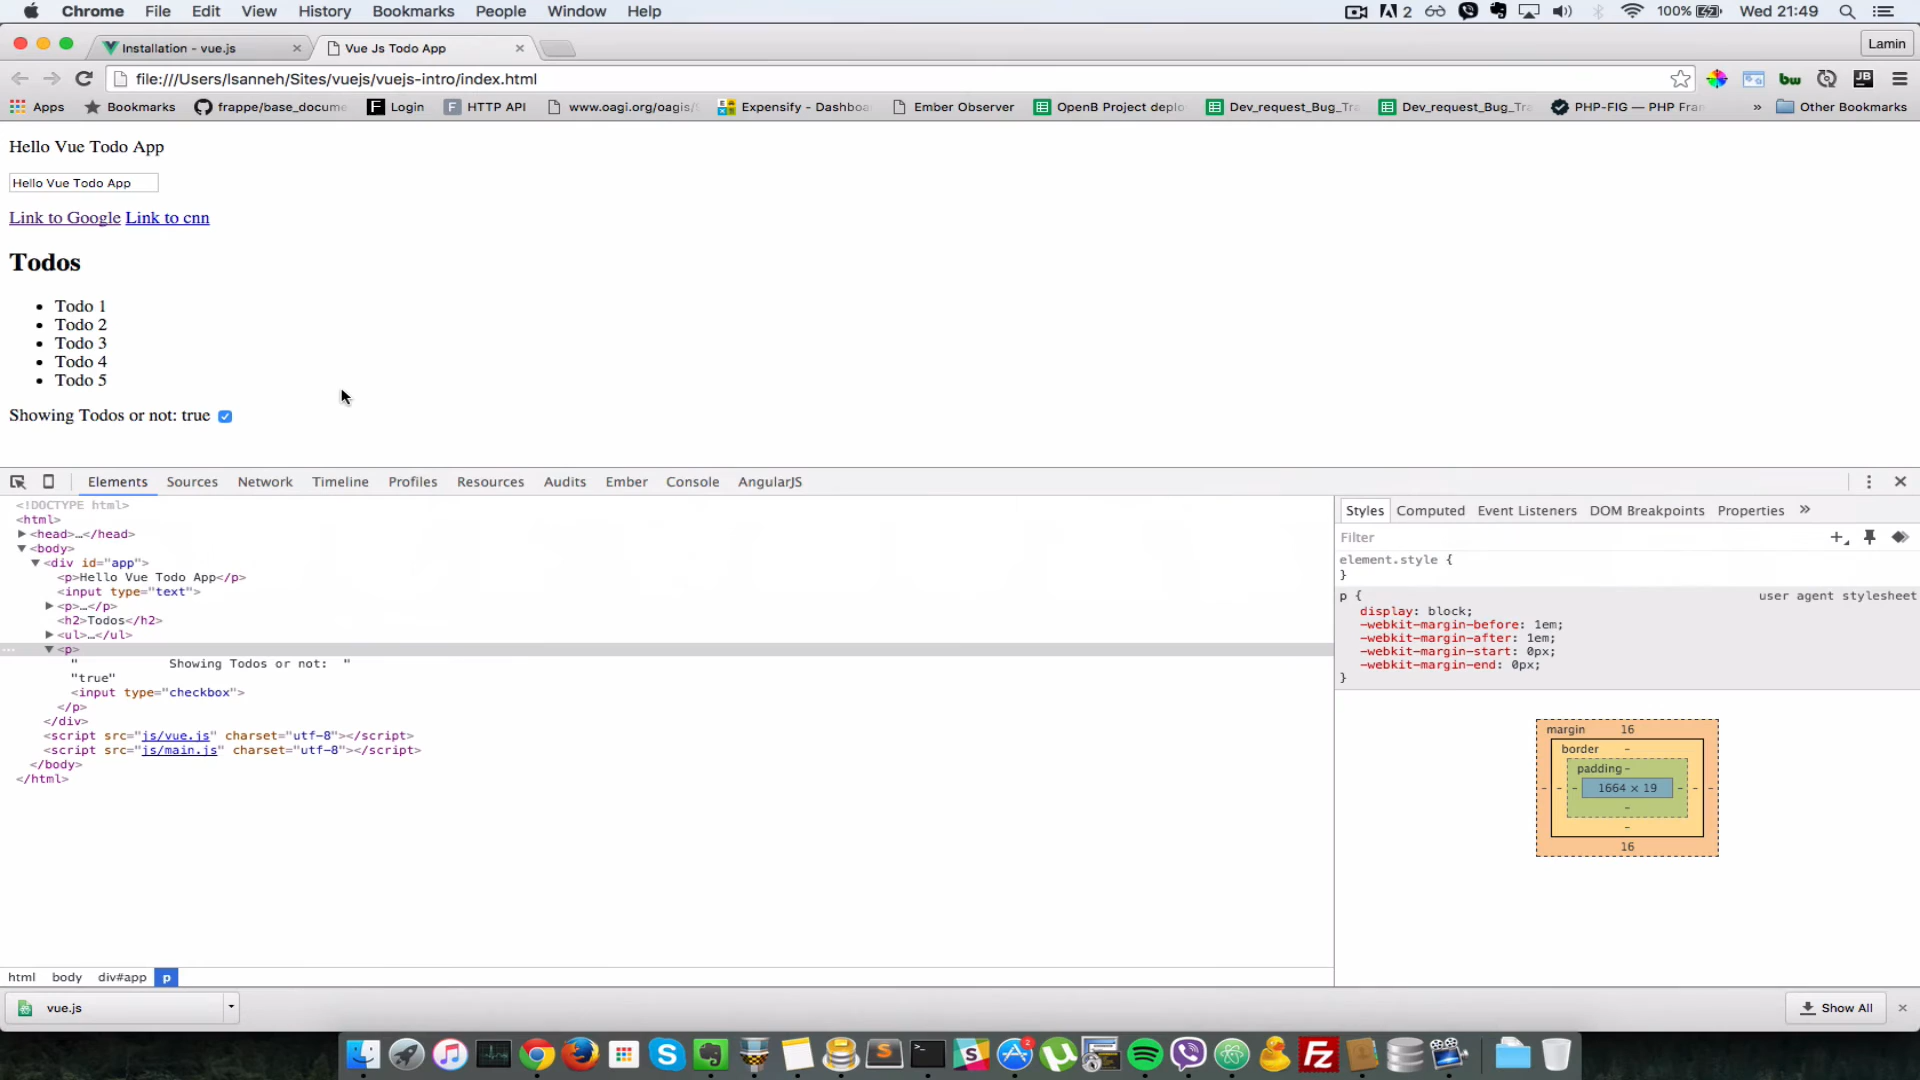 Chrome File Edit View History Bookmarks People Window Help 2 100% Wed 21:49
Installation - vue.js
Vue Js Todo App
Lamin
file:///Users/lsanneh/Sites/vuejs/vuejs-intro/index.html
Apps Bookmarks frappe/base_docume Login HTTP API www.oagi.org/oagis/ Expensify - Dashboa Ember Observer OpenB Project deplo Dev_request_Bug_Tra Dev_request_Bug_Tra PHP-FIG — PHP Fram » Other Bookmarks
Hello Vue Todo App
Hello Vue Todo App
Link to Google Link to cnn
Todos
• Todo 1
• Todo 2
• Todo 3
• Todo 4
• Todo 5
Showing Todos or not: true
Elements Sources Network Timeline Profiles Resources Audits Ember Console AngularJS
<!DOCTYPE html>
<html>
<head>…</head>
<body>
<div id="app">
<p>Hello Vue Todo App</p>
<input type="text">
<p>…</p>
<h2>Todos</h2>
<ul>…</ul>
<p>
" Showing Todos or not: "
"true"
<input type="checkbox">
</p>
</div>
<script src="js/vue.js" charset="utf-8"></script>
<script src="js/main.js" charset="utf-8"></script>
</body>
</html>
Styles Computed Event Listeners DOM Breakpoints Properties »
Filter
element.style {
}
p { user agent stylesheet
display: block;
-webkit-margin-before: 1em;
-webkit-margin-after: 1em;
-webkit-margin-start: 0px;
-webkit-margin-end: 0px;
}
margin 16
border -
padding -
- - - 1664 × 19 - - -
-
-
16
html body div#app p
vue.js
Show All